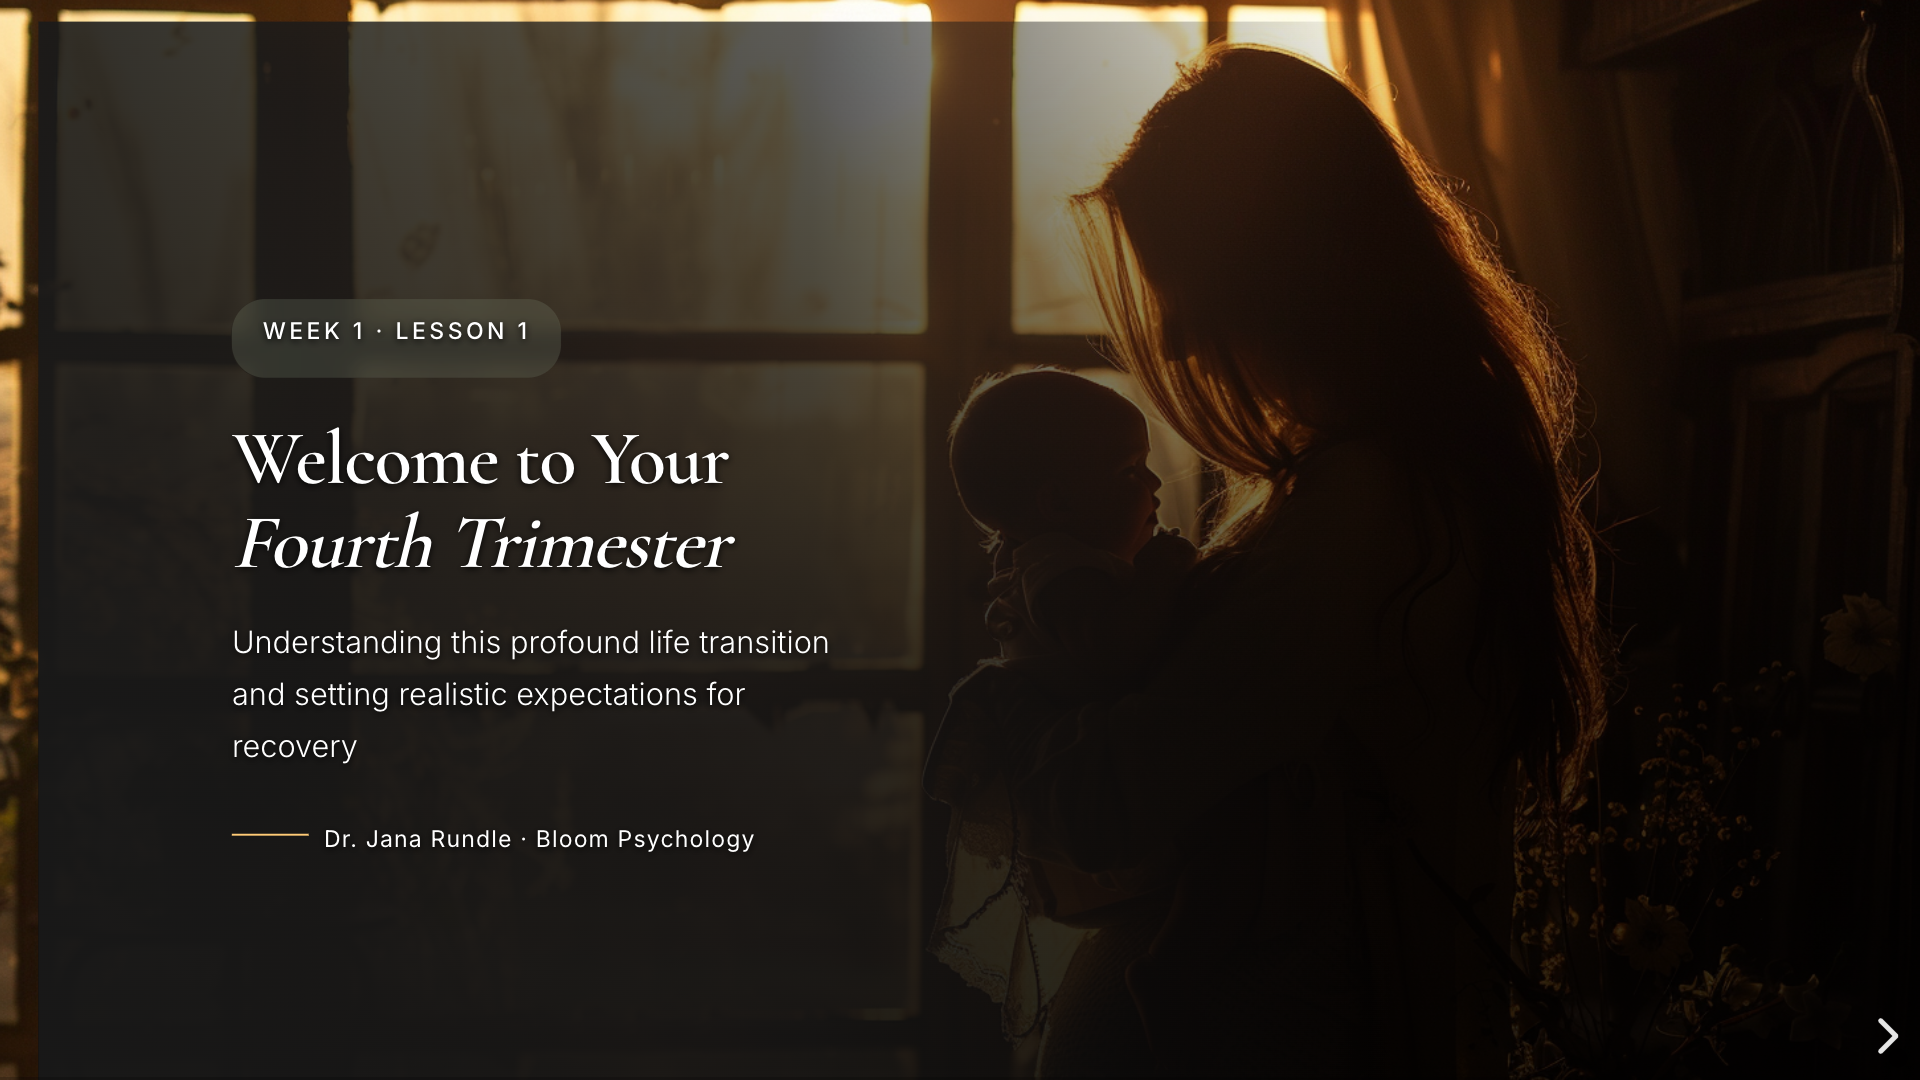 WEEK 1 · LESSON 1
Welcome to Your
Fourth Trimester
Understanding this profound life transition
and setting realistic expectations for
recovery
Dr. Jana Rundle · Bloom Psychology